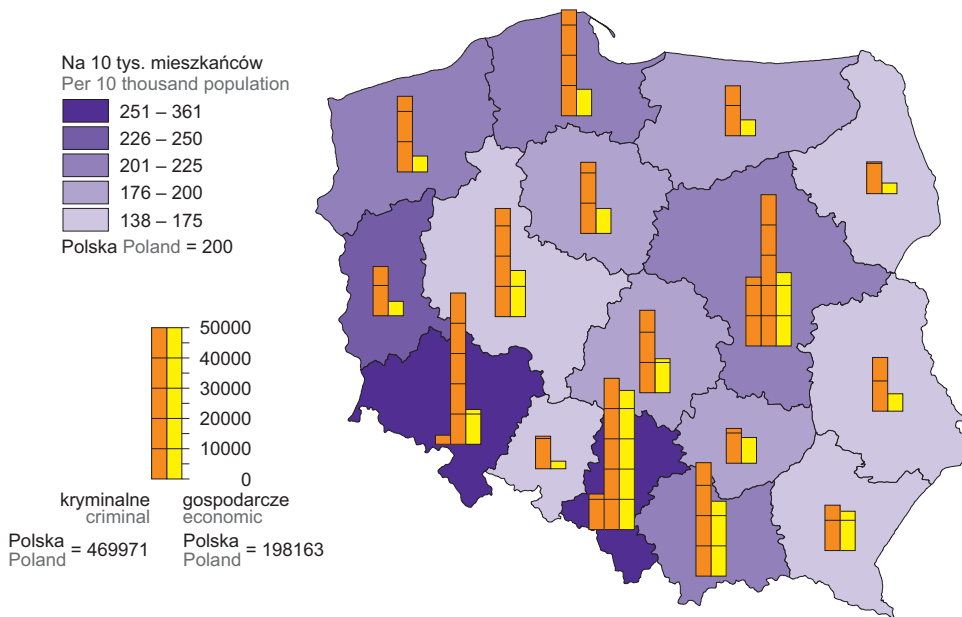 Na 10 tys. mieszkańców
Per 10 thousand population
251 – 361
226 – 250
201 – 225
176 – 200
138 – 175
Polska Poland = 200
50000
40000
30000
20000
10000
0
kryminalne
criminal
gospodarcze
economic
Polska
Poland
= 469971
Polska
Poland
= 198163